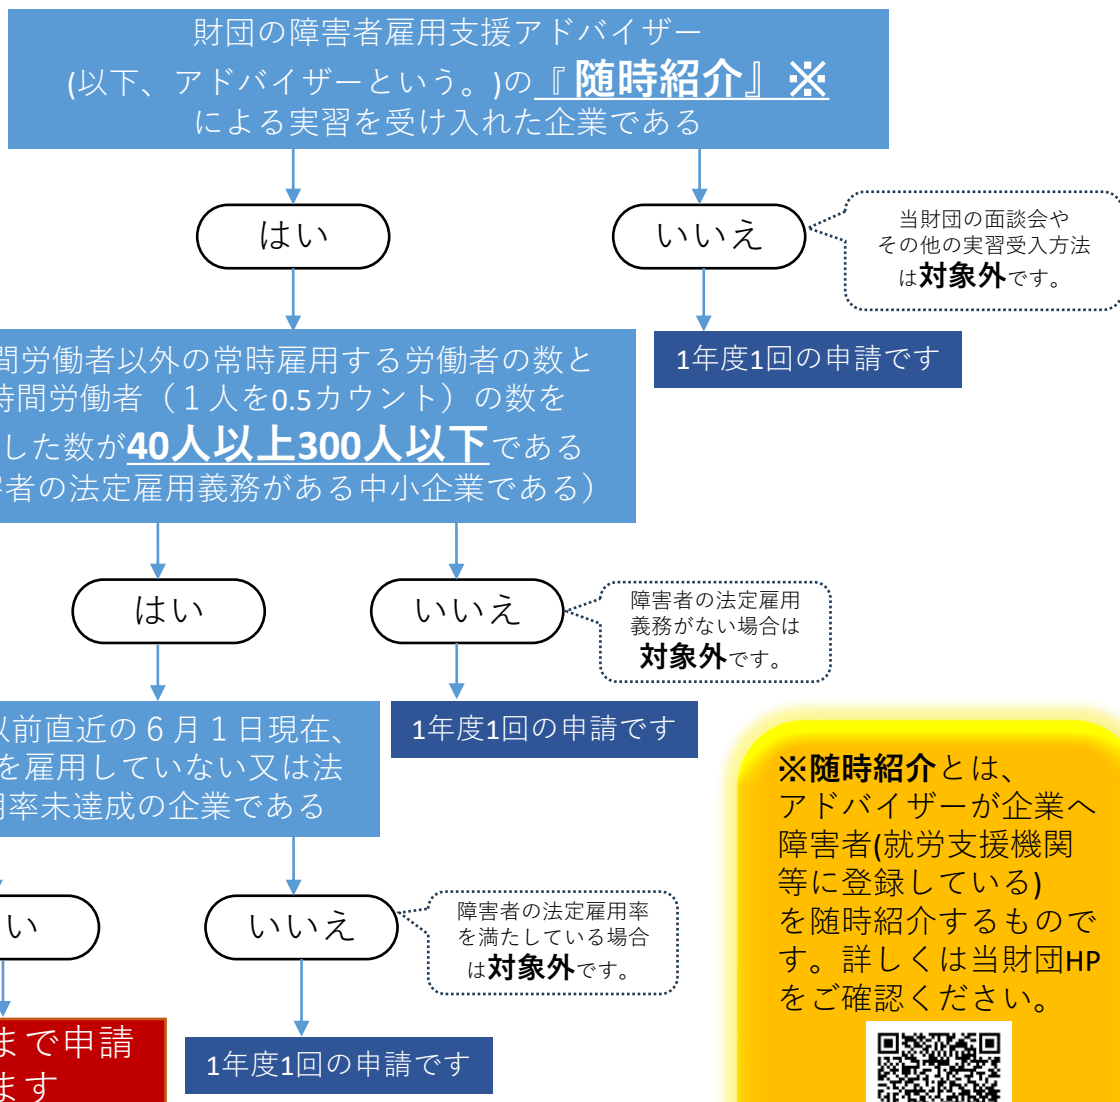 財団の障害者雇用支援アドバイザー
(以下、アドバイザーという。)の『随時紹介』※
による実習を受け入れた企業である
はい
いいえ
当財団の面談会や
その他の実習受入方法
は対象外です。
1年度1回の申請です
間労働者以外の常時雇用する労働者の数と
時間労働者（１人を0.5カウント）の数を
した数が40人以上300人以下である
害者の法定雇用義務がある中小企業である）
はい
いいえ
障害者の法定雇用
義務がない場合は
対象外です。
1年度1回の申請です
以前直近の６月１日現在、
を雇用していない又は法
用率未達成の企業である
い
いいえ
障害者の法定雇用率
を満たしている場合
は対象外です。
まで申請
ます
1年度1回の申請です
※随時紹介とは、
アドバイザーが企業へ
障害者(就労支援機関
等に登録している)
を随時紹介するもので
す。詳しくは当財団HP
をご確認ください。